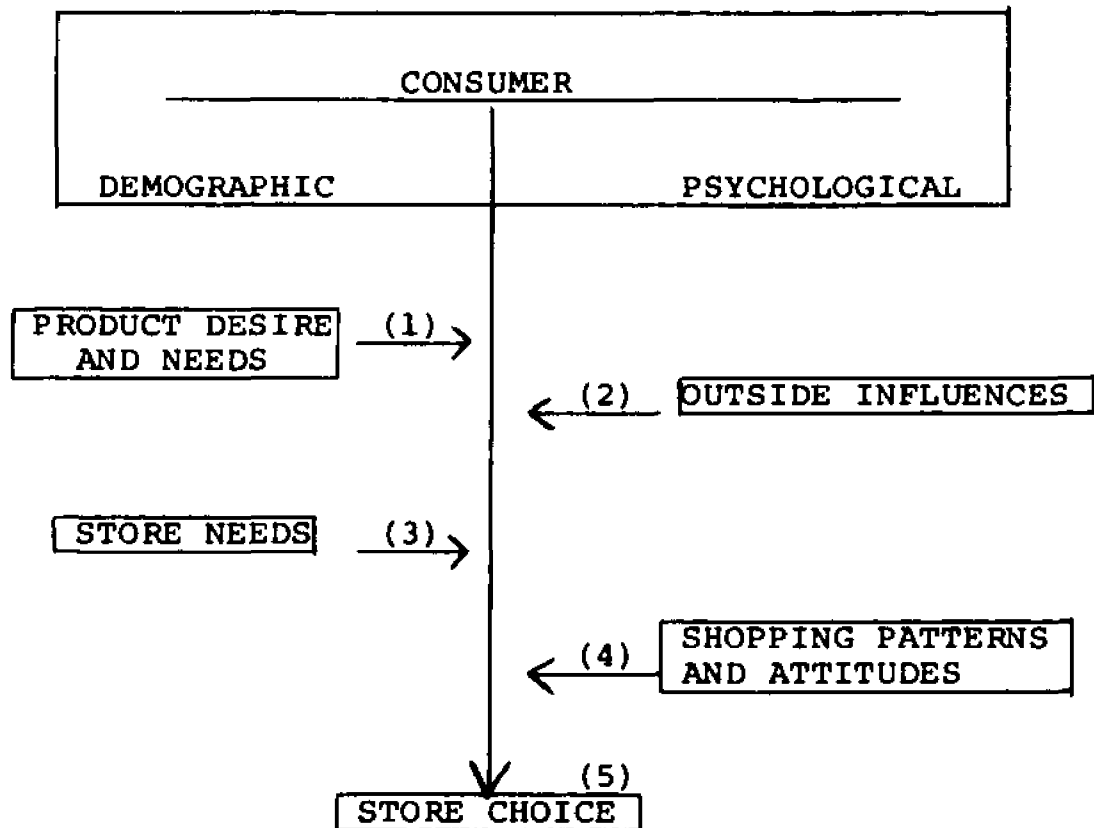 CONSUMER
DEMOGRAPHIC PSYCHOLOGICAL
PRODUCT DESIRE
AND NEEDS
(1)
(2)
OUTSIDE INFLUENCES
STORE NEEDS
(3)
(4)
SHOPPING PATTERNS
AND ATTITUDES
(5)
STORE CHOICE